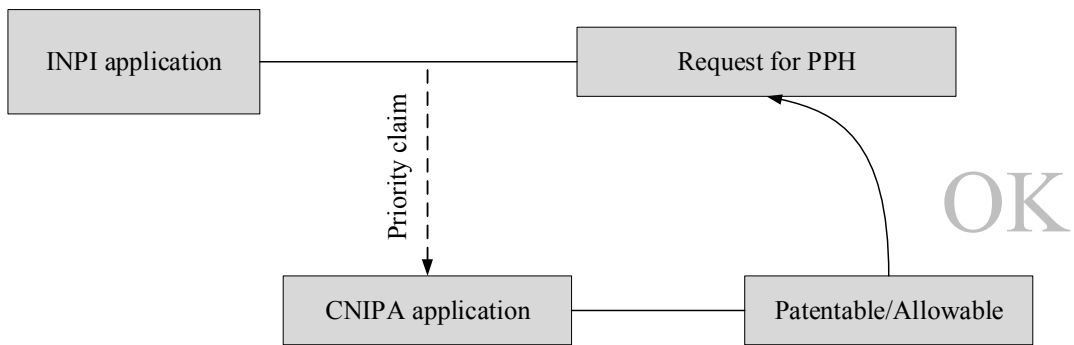 INPI application
Request for PPH
Priority claim
OK
CNIPA application
Patentable/Allowable